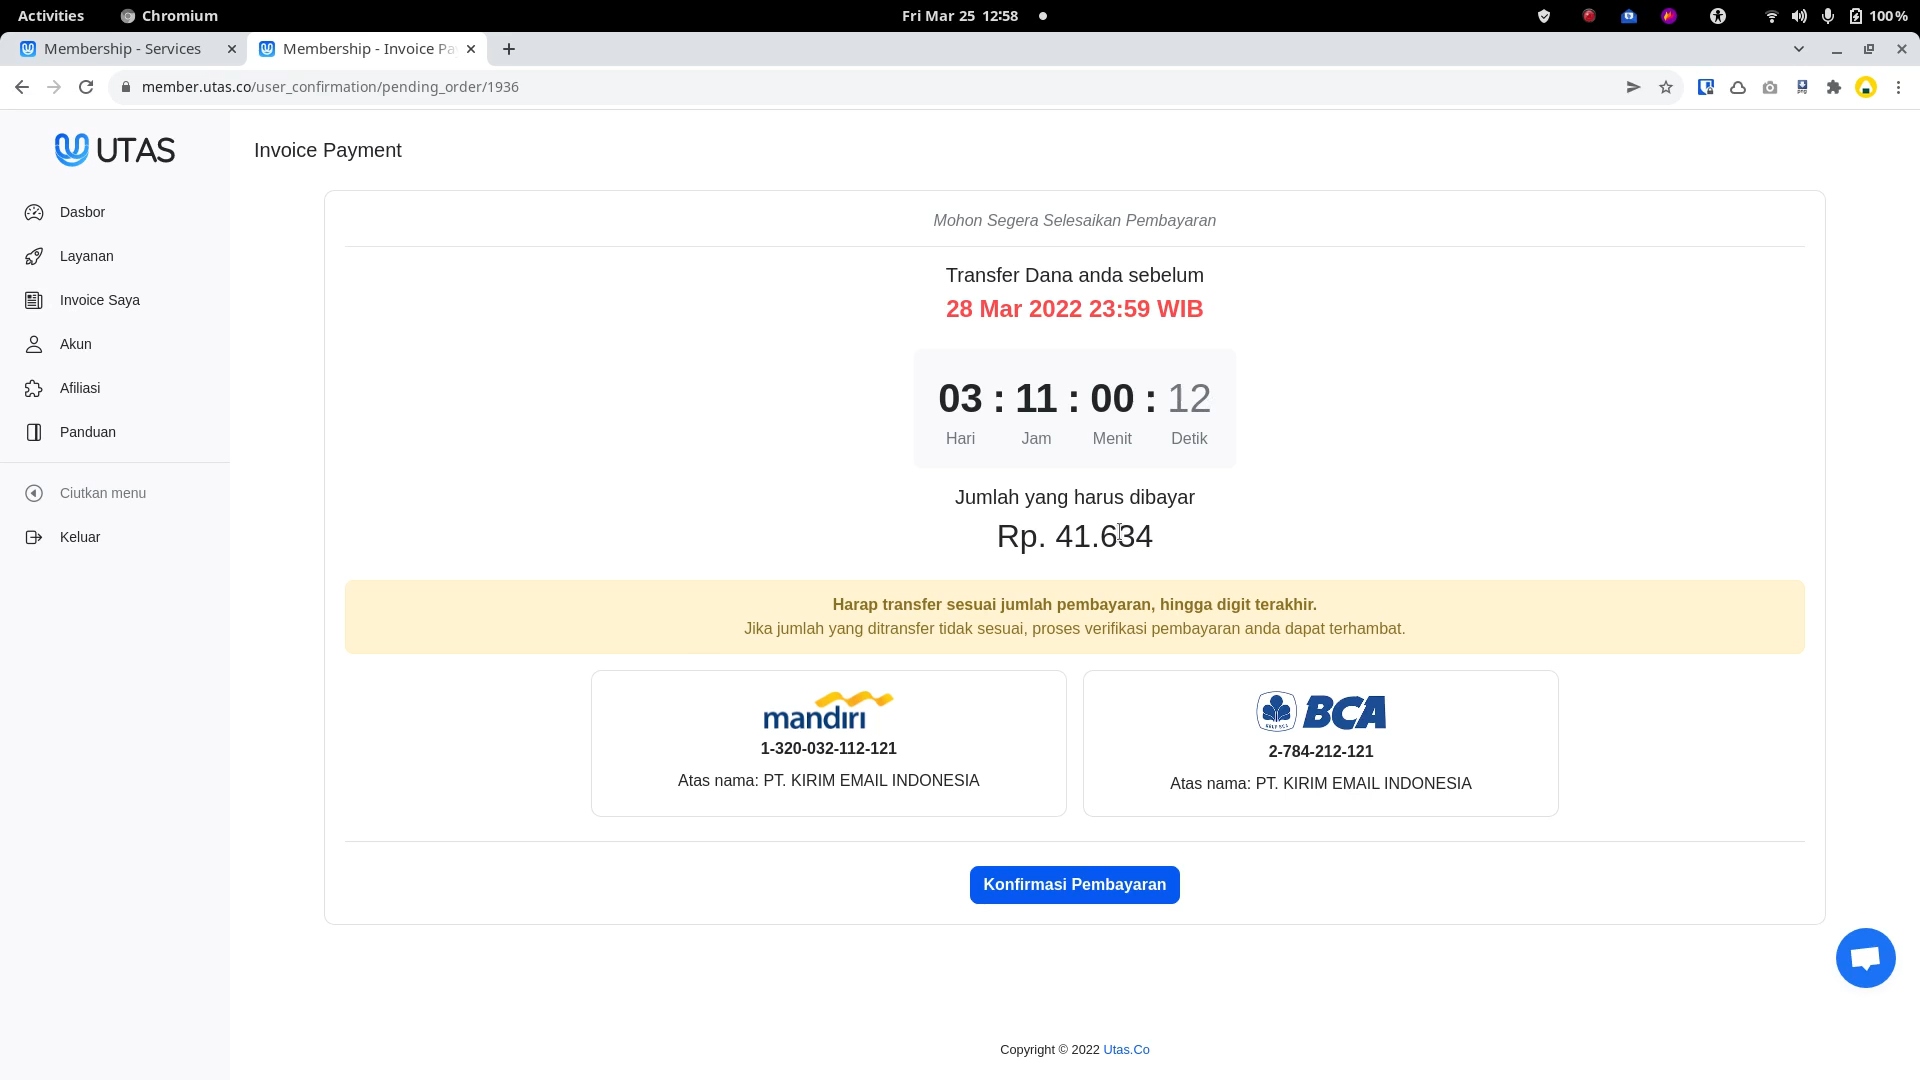 Activities
Chromium
Fri Mar 25 12:58
100 %
Membership - Services
Membership - Invoice Pa
member.utas.co/user_confirmation/pending_order/1936
UTAS
Dasbor
Layanan
Invoice Saya
Akun
Afiliasi
Panduan
Ciutkan menu
Keluar
Invoice Payment
Mohon Segera Selesaikan Pembayaran
Transfer Dana anda sebelum
28 Mar 2022 23:59 WIB
03 : 11 : 00 : 12
Hari Jam Menit Detik
Jumlah yang harus dibayar
Rp. 41.634
Harap transfer sesuai jumlah pembayaran, hingga digit terakhir.
Jika jumlah yang ditransfer tidak sesuai, proses verifikasi pembayaran anda dapat terhambat.
mandiri
1-320-032-112-121
Atas nama: PT. KIRIM EMAIL INDONESIA
BCA
2-784-212-121
Atas nama: PT. KIRIM EMAIL INDONESIA
Konfirmasi Pembayaran
Copyright © 2022 Utas.Co